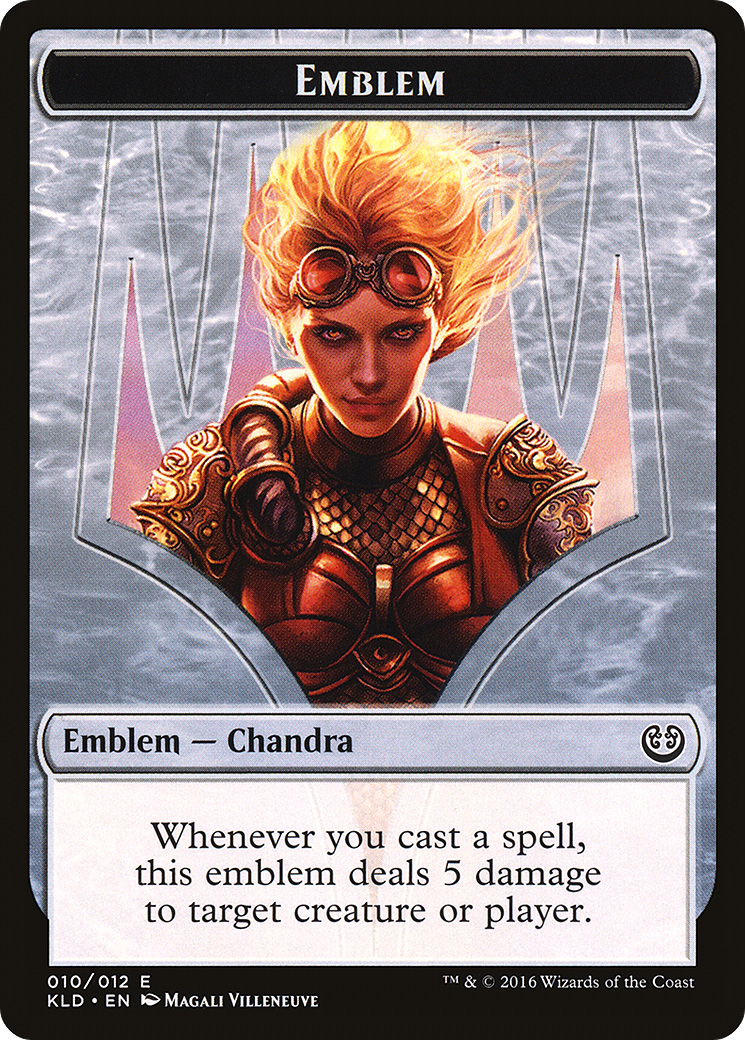 Emblem
Emblem — Chandra
Whenever you cast a spell,
this emblem deals 5 damage
to target creature or player.
010/012 E
™ & © 2016 Wizards of the Coast
KLD • EN Magali Villeneuve